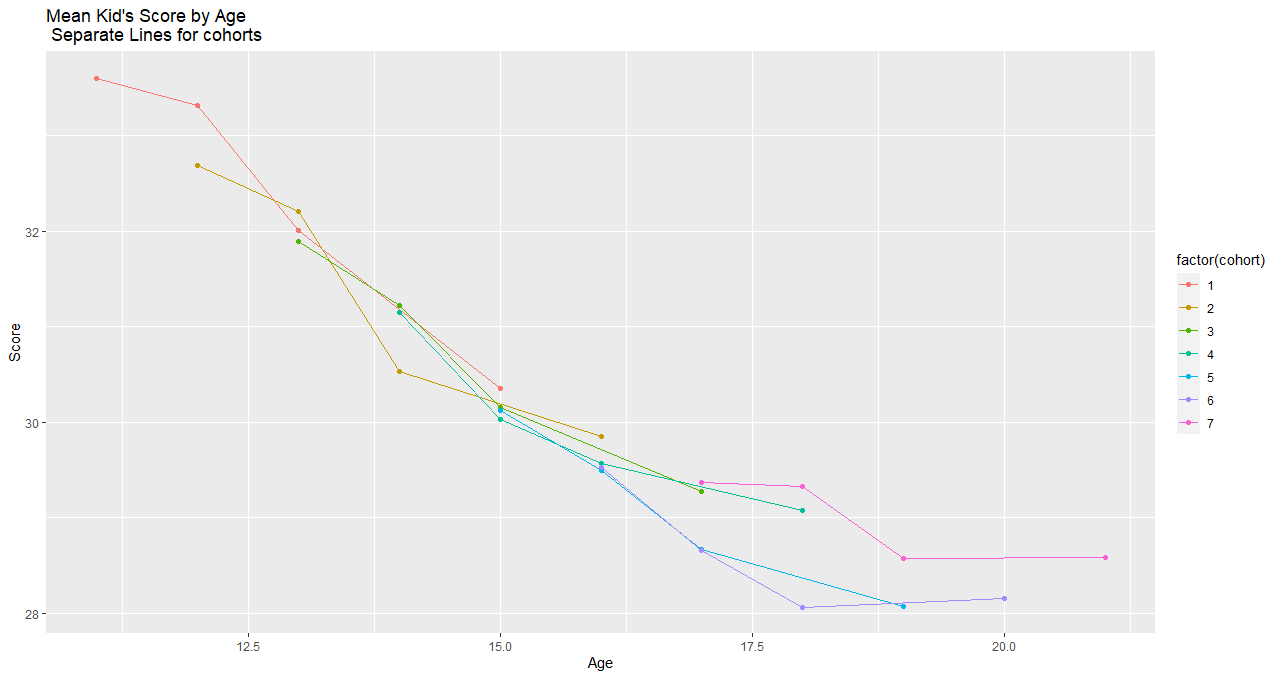 Mean Kid's Score by Age
Separate Lines for cohorts
Score
32
30
28
12.5
15.0
17.5
20.0
Age
factor(cohort)
1
2
3
4
5
6
7